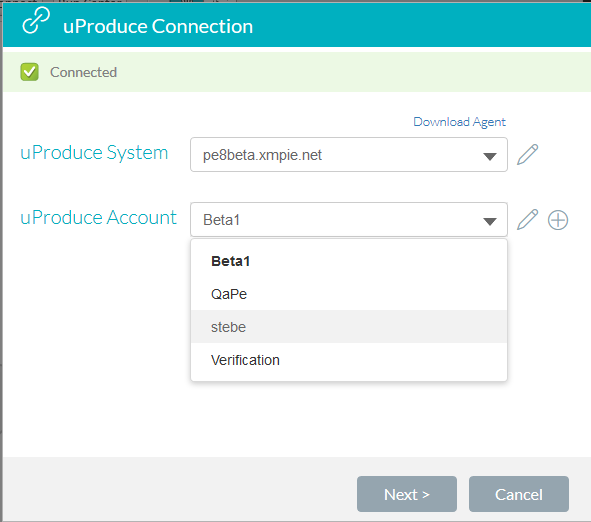 uProduce Connection
Connected
Download Agent
uProduce System
pe8beta.xmpie.net
uProduce Account
Beta1
Beta1
QaPe
stebe
Verification
Next >
Cancel